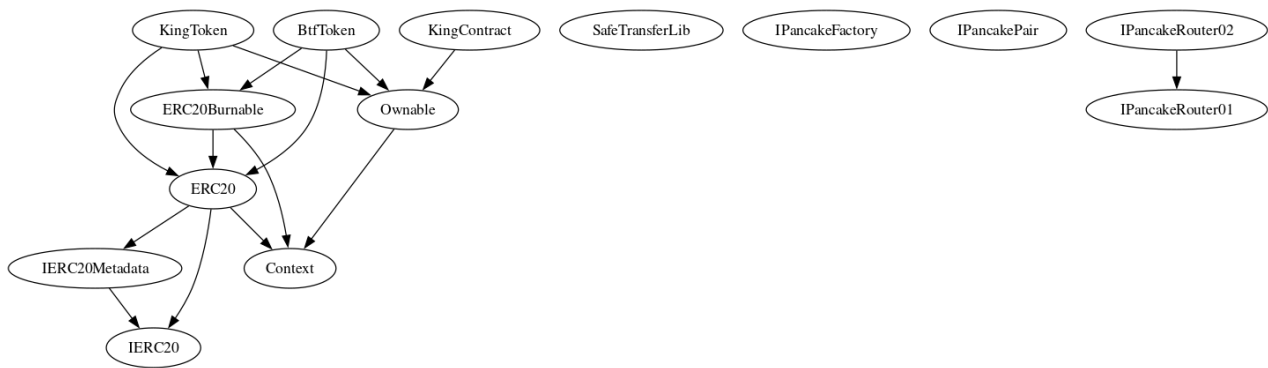 KingToken
BtfToken
KingContract
SafeTransferLib
IPancakeFactory
IPancakePair
IPancakeRouter02
ERC20Burnable
Ownable
IPancakeRouter01
ERC20
IERC20Metadata
Context
IERC20